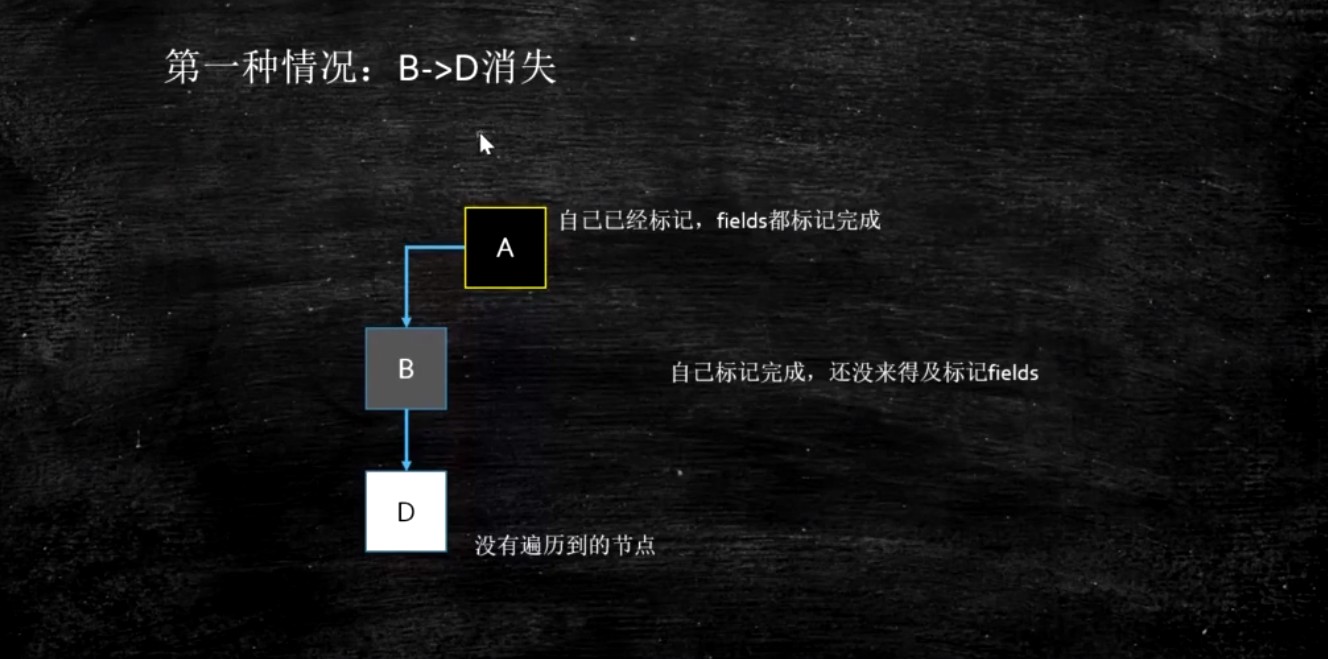 第一种情况：B->D消失
自己已经标记，fields都标记完成
A
B
自己标记完成，还没来得及标记fields
D
没有遍历到的节点